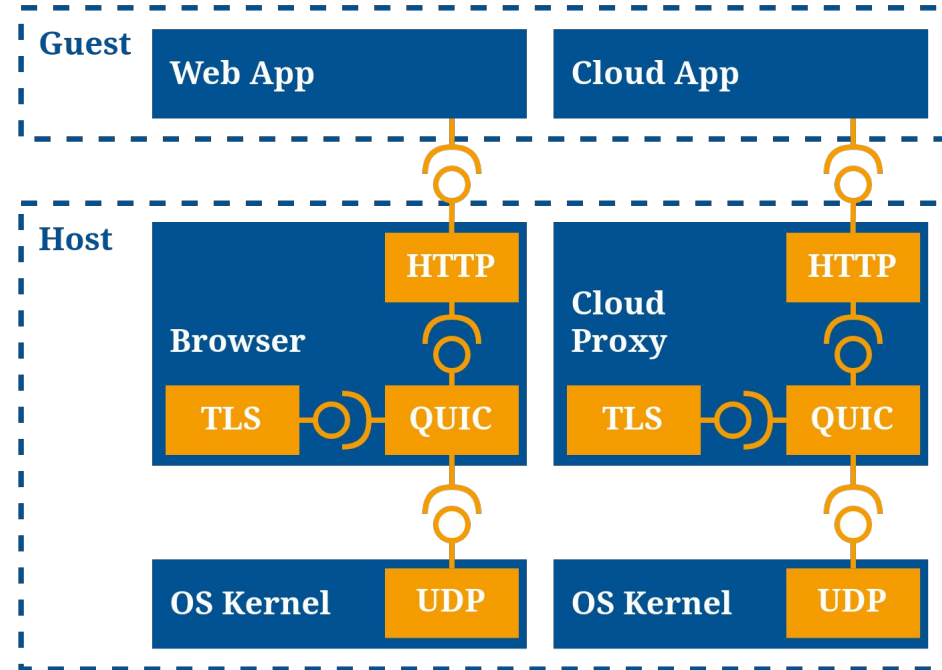 Guest
Web App
Cloud App
Host
HTTP
HTTP
Browser
Cloud
Proxy
TLS
QUIC
TLS
QUIC
OS Kernel
UDP
OS Kernel
UDP